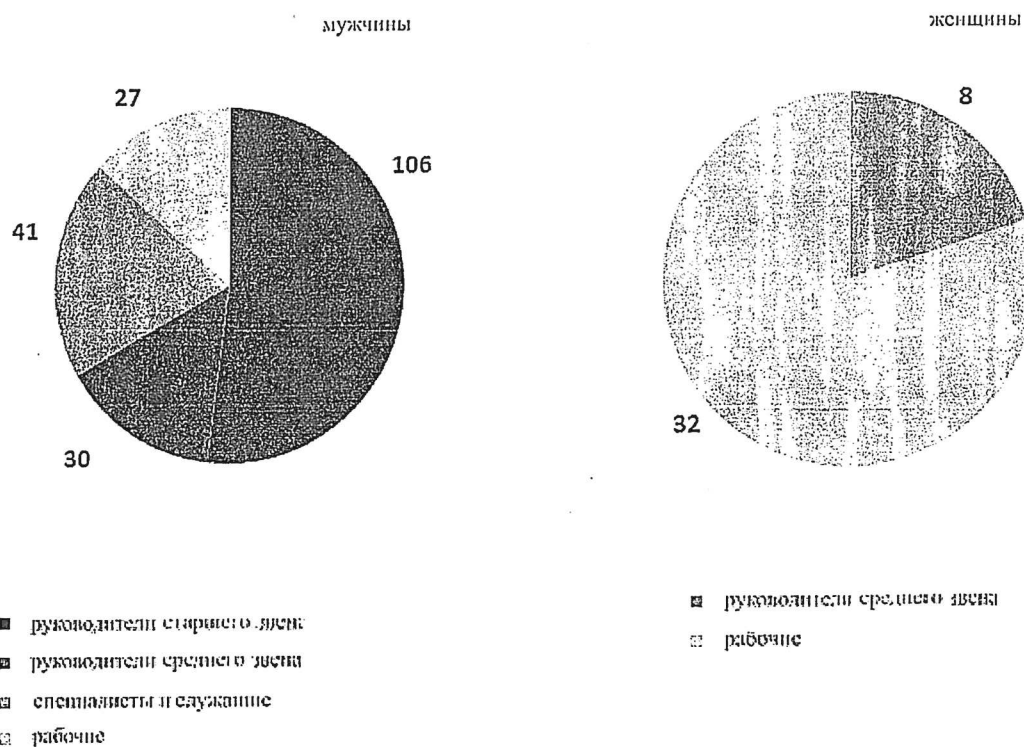 мужчины
женщины
27
106
41
30
8
32
руководители старшего звена
руководители среднего звена
специалисты и служащие
рабочие
руководители среднего звена
рабочие